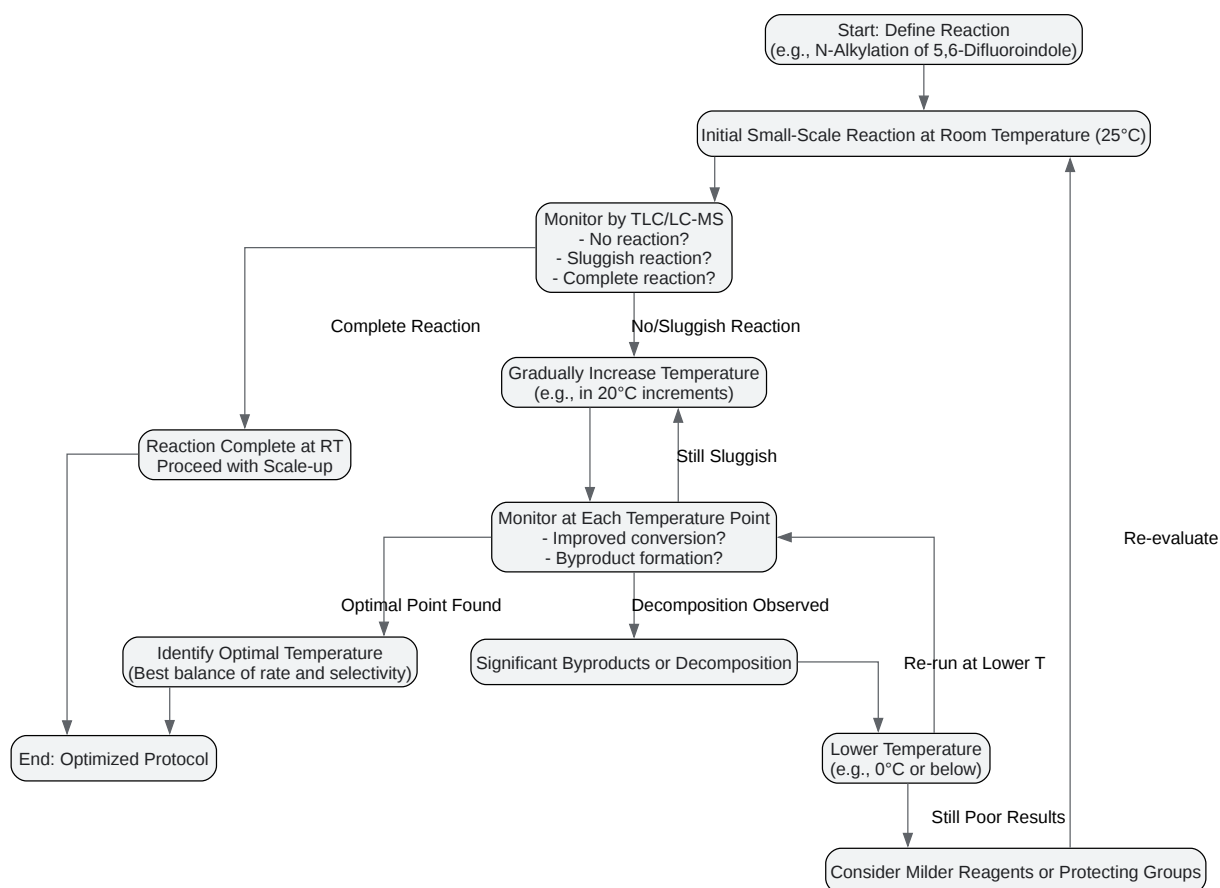 Start: Define Reaction
(e.g., N-Alkylation of 5,6-Difluoroindole)
Initial Small-Scale Reaction at Room Temperature (25°C)
Monitor by TLC/LC-MS
- No reaction?
- Sluggish reaction?
- Complete reaction?
Complete Reaction
No/Sluggish Reaction
Gradually Increase Temperature
(e.g., in 20°C increments)
Reaction Complete at RT
Proceed with Scale-up
Still Sluggish
Monitor at Each Temperature Point
- Improved conversion?
- Byproduct formation?
Re-evaluate
Optimal Point Found
Decomposition Observed
Identify Optimal Temperature
(Best balance of rate and selectivity)
Significant Byproducts or Decomposition
Re-run at Lower T
End: Optimized Protocol
Lower Temperature
(e.g., 0°C or below)
Still Poor Results
Consider Milder Reagents or Protecting Groups